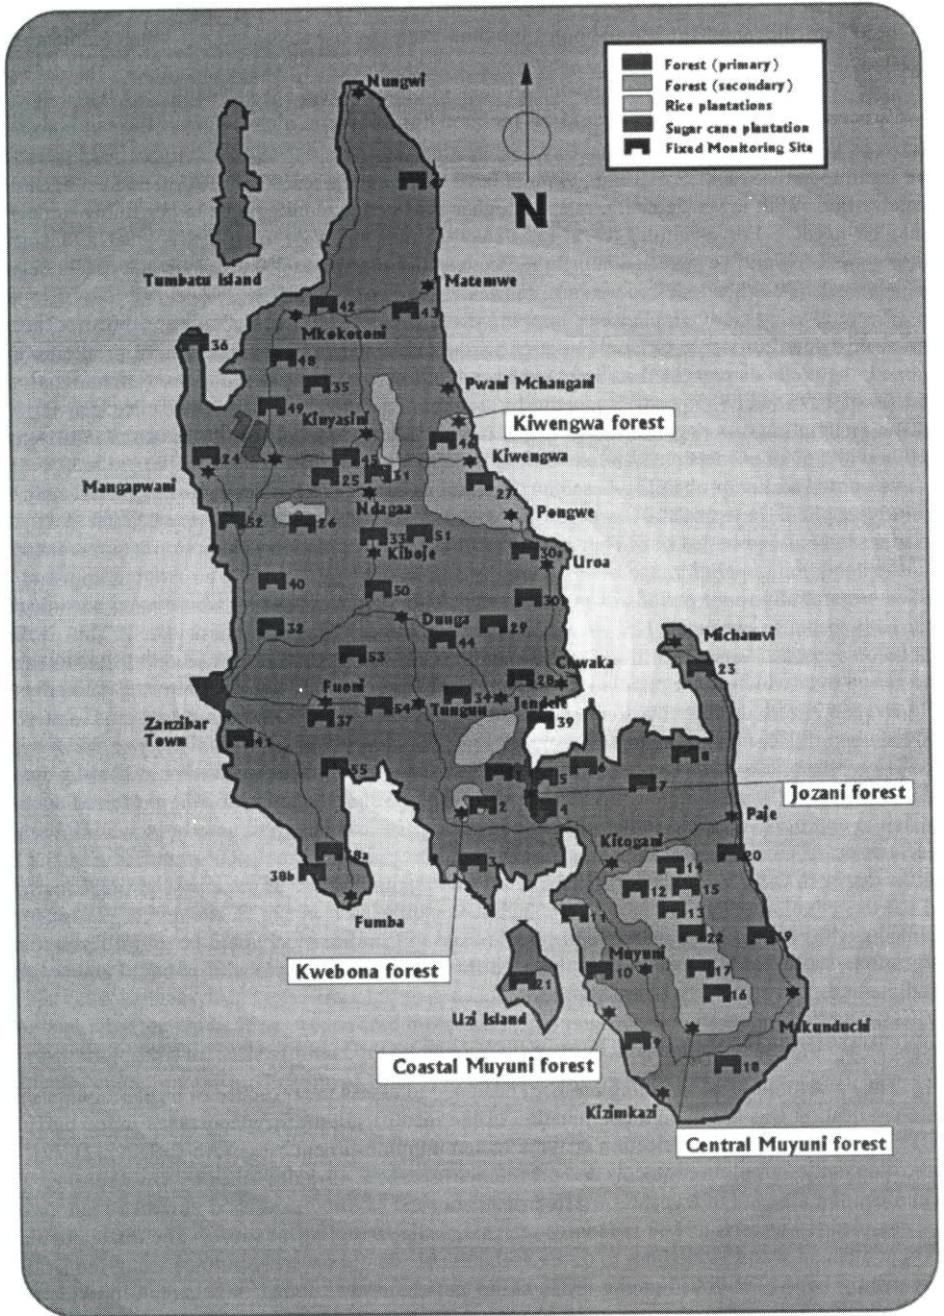 Forest (primary)
Forest (secondary)
Rice plantations
Sugar cane plantation
Fixed Monitoring Site
N
Nungwi
47
Tumbatu island
Matemwe
42
43
Mkokotoni
36
48
35
Pwani Mchangani
49
Kinyasini
Kiwengwa forest
46
24
45
Kiwengwa
Mangapwani
25
31
27
Ndagaa
Pongwe
52
26
33
51
Kiboje
30a
Uroa
40
50
30b
Dunga
32
29
Michamvi
44
53
23
Chwaka
28
Fuoni
34
Jendele
Tunguu
54
Zanzibar
Town
37
39
41
8
55
6
5
7
1
Jozani forest
2
4
Paje
Kitogani
38a
3
20
14
38b
12
15
13
11
Fumba
22
19
Muyuni
Kwebona forest
10
17
21
16
Uzi Island
Makunduchi
9
Coastal Muyuni forest
18
Kizimkazi
Central Muyuni forest